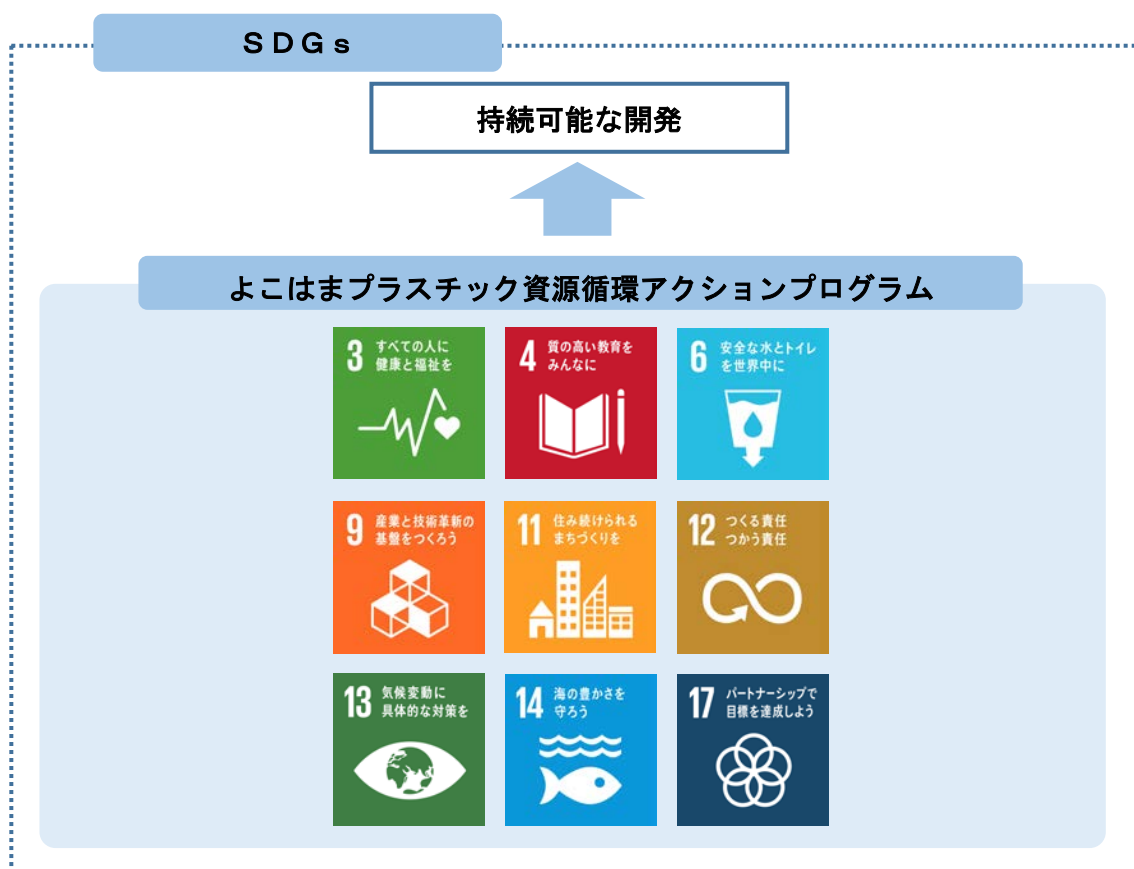 ＳＤＧｓ
持続可能な開発
よこはまプラスチック資源循環アクションプログラム
3 すべての人に
健康と福祉を
4 質の高い教育を
みんなに
6 安全な水とトイレ
を世界中に
9 産業と技術革新の
基盤をつくろう
11 住み続けられる
まちづくりを
12 つくる責任
つかう責任
13 気候変動に
具体的な対策を
14 海の豊かさを
守ろう
17 パートナーシップで
目標を達成しよう